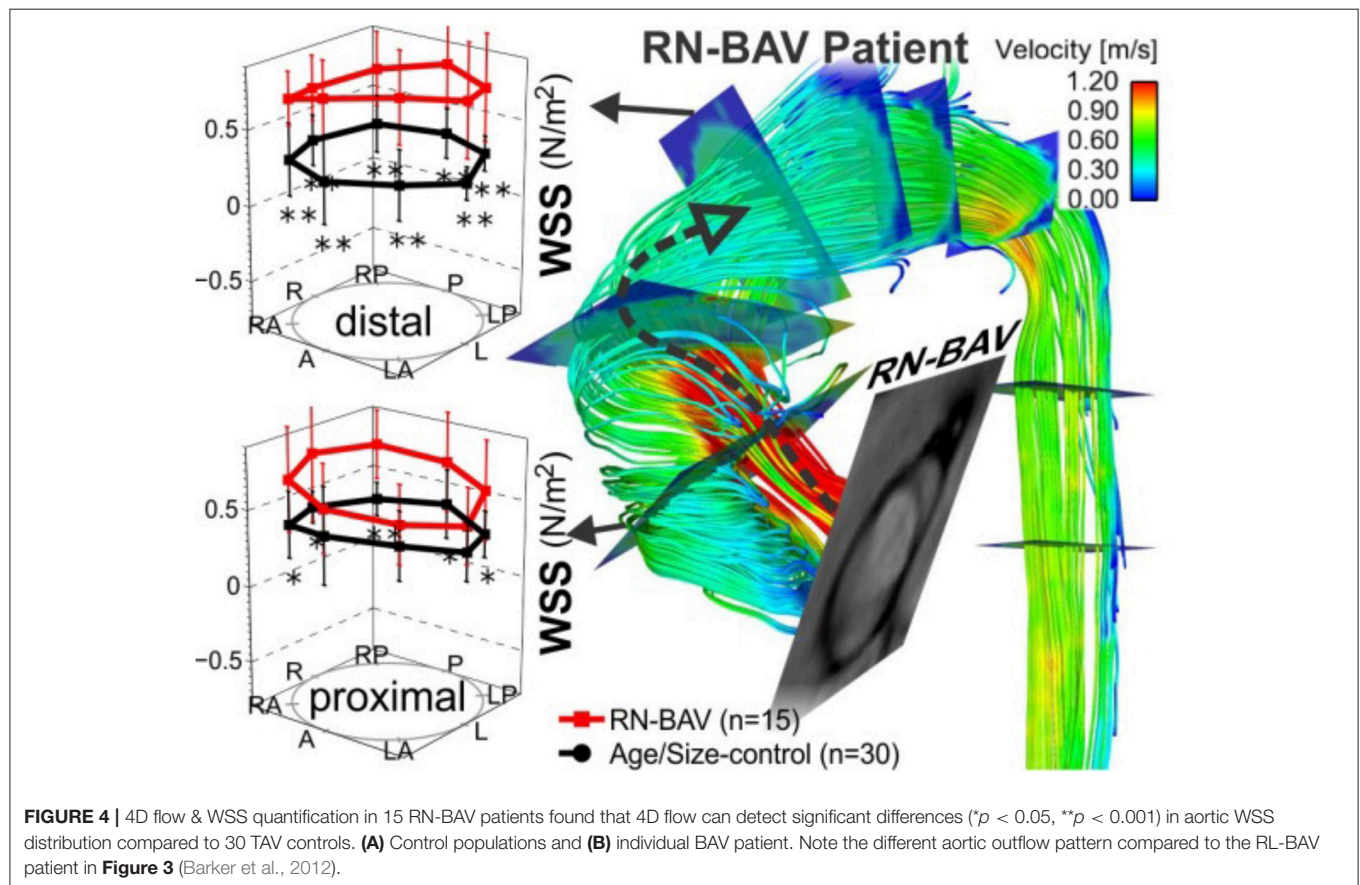 RN-BAV Patient
Velocity [m/s]
1.20
0.90
0.60
0.30
0.00
WSS (N/m²)
0.5
0
−0.5
** ** ** ** **
** ** **
RP
R
P
RA
LP
distal
A
L
LA
RN-BAV
WSS (N/m²)
0.5
0
−0.5
* ** *
* *
RP
R
P
RA
LP
proximal
A
L
LA
RN-BAV (n=15)
Age/Size-control (n=30)
FIGURE 4 | 4D flow & WSS quantification in 15 RN-BAV patients found that 4D flow can detect significant differences (*p < 0.05, **p < 0.001) in aortic WSS
distribution compared to 30 TAV controls. (A) Control populations and (B) individual BAV patient. Note the different aortic outflow pattern compared to the RL-BAV
patient in Figure 3 (Barker et al., 2012).